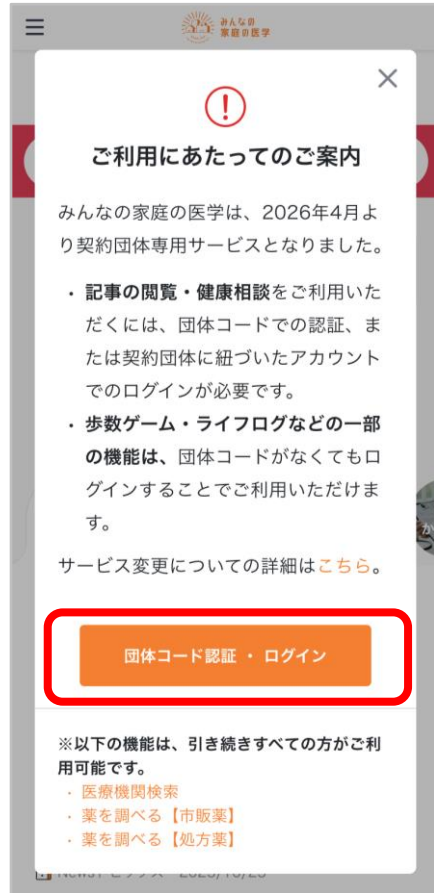 みんなの
家庭の医学
ご利用にあたってのご案内
みんなの家庭の医学は、2026年4月よ
り契約団体専用サービスとなりました。
・記事の閲覧・健康相談をご利用いた
だくには、団体コードでの認証、ま
たは契約団体に紐づいたアカウント
でのログインが必要です。
・歩数ゲーム・ライフログなどの一部
の機能は、団体コードがなくてもロ
グインすることでご利用いただけま
す。
サービス変更についての詳細はこちら。
団体コード認証 ・ ログイン
※以下の機能は、引き続きすべての方がご利
用可能です。
・医療機関検索
・薬を調べる【市販薬】
・薬を調べる【処方薬】